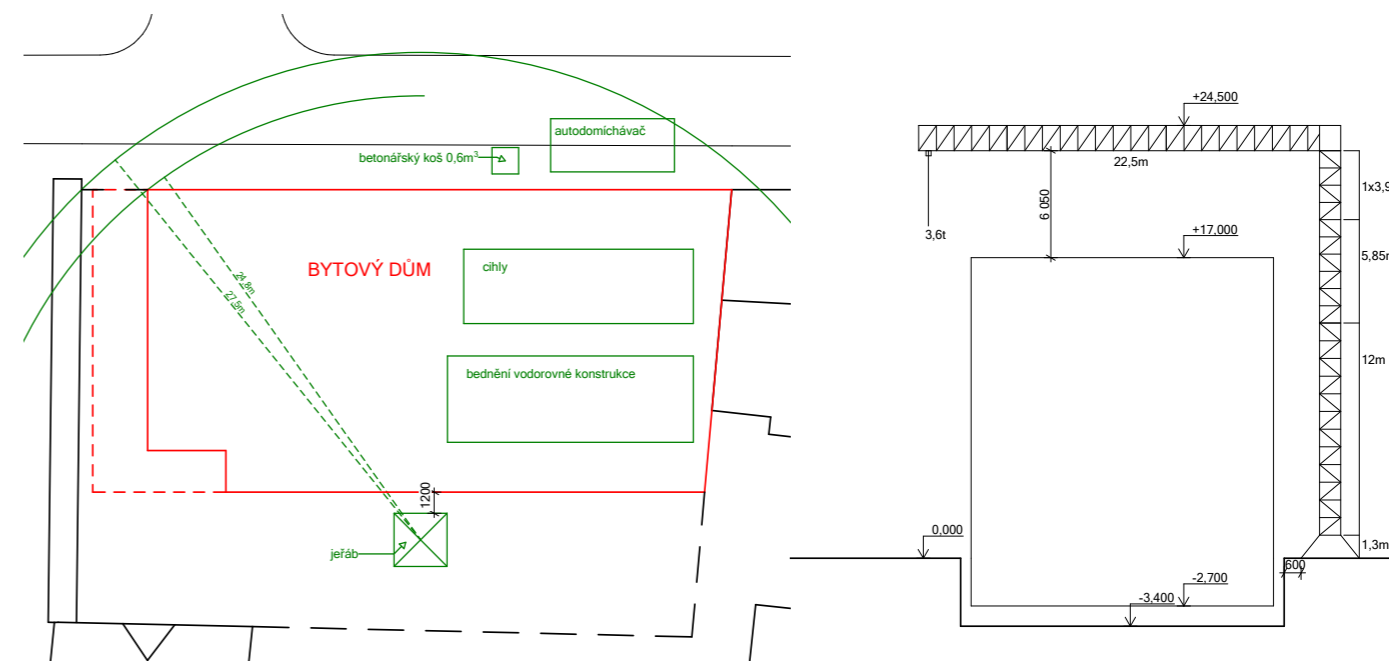 autodomíchávač
betonářský koš 0,6m³
BYTOVÝ DŮM
cihly
24,8m
27,5m
bednění vodorovné konstrukce
1200
jeřáb
+24,500
22,5m
3,6t
6 050
+17,000
1x3,9
5,85m
12m
1,3m
0,000
600
-2,700
-3,400